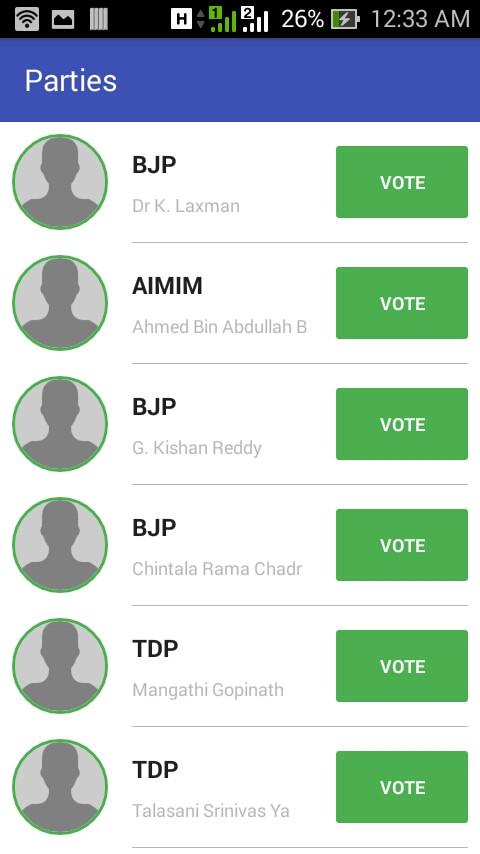 H 1 2 26% 12:33 AM
Parties
BJP
Dr K. Laxman
VOTE
AIMIM
Ahmed Bin Abdullah B
VOTE
BJP
G. Kishan Reddy
VOTE
BJP
Chintala Rama Chadr
VOTE
TDP
Mangathi Gopinath
VOTE
TDP
Talasani Srinivas Ya
VOTE